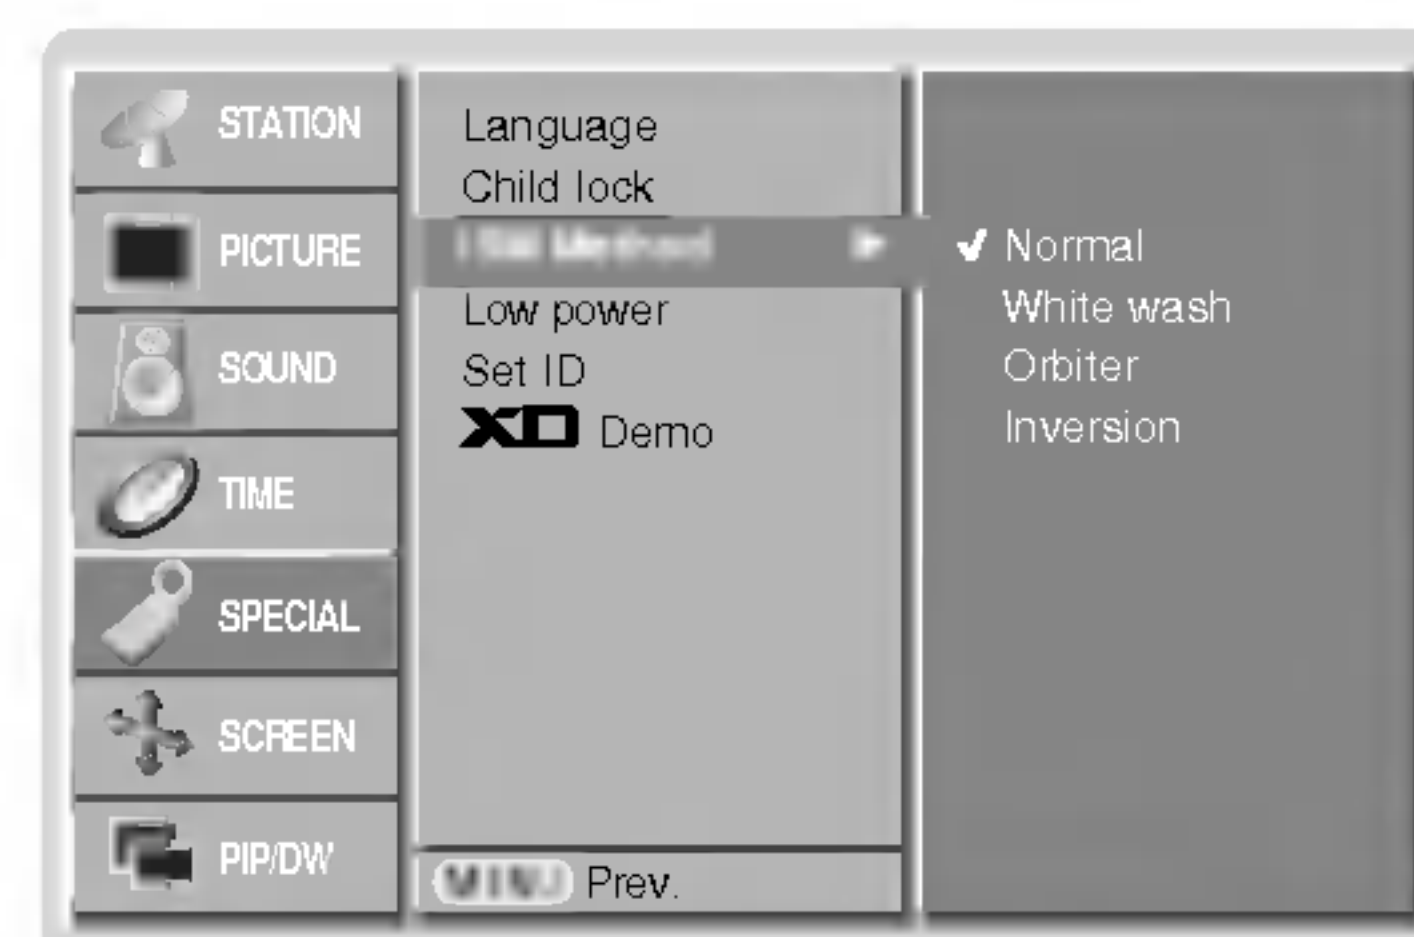 STATION
PICTURE
SOUND
TIME
SPECIAL
SCREEN
PIP/DW
Language
Child lock
Method
Low power
Set ID
XD Demo
Prev.
Normal
White wash
Orbiter
Inversion